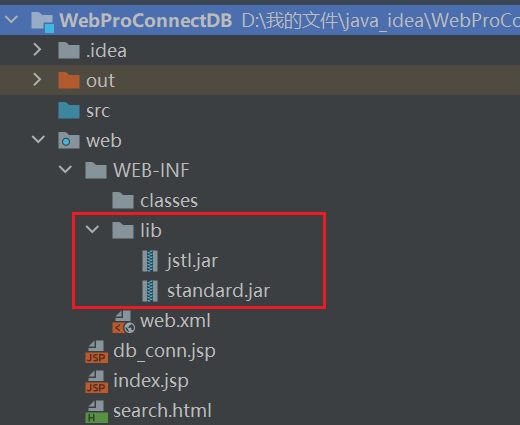 WebProConnectDB D:\我的文件\java_idea\WebProCo
.idea
out
src
web
WEB-INF
classes
lib
jstl.jar
standard.jar
web.xml
JSP db_conn.jsp
JSP index.jsp
H search.html